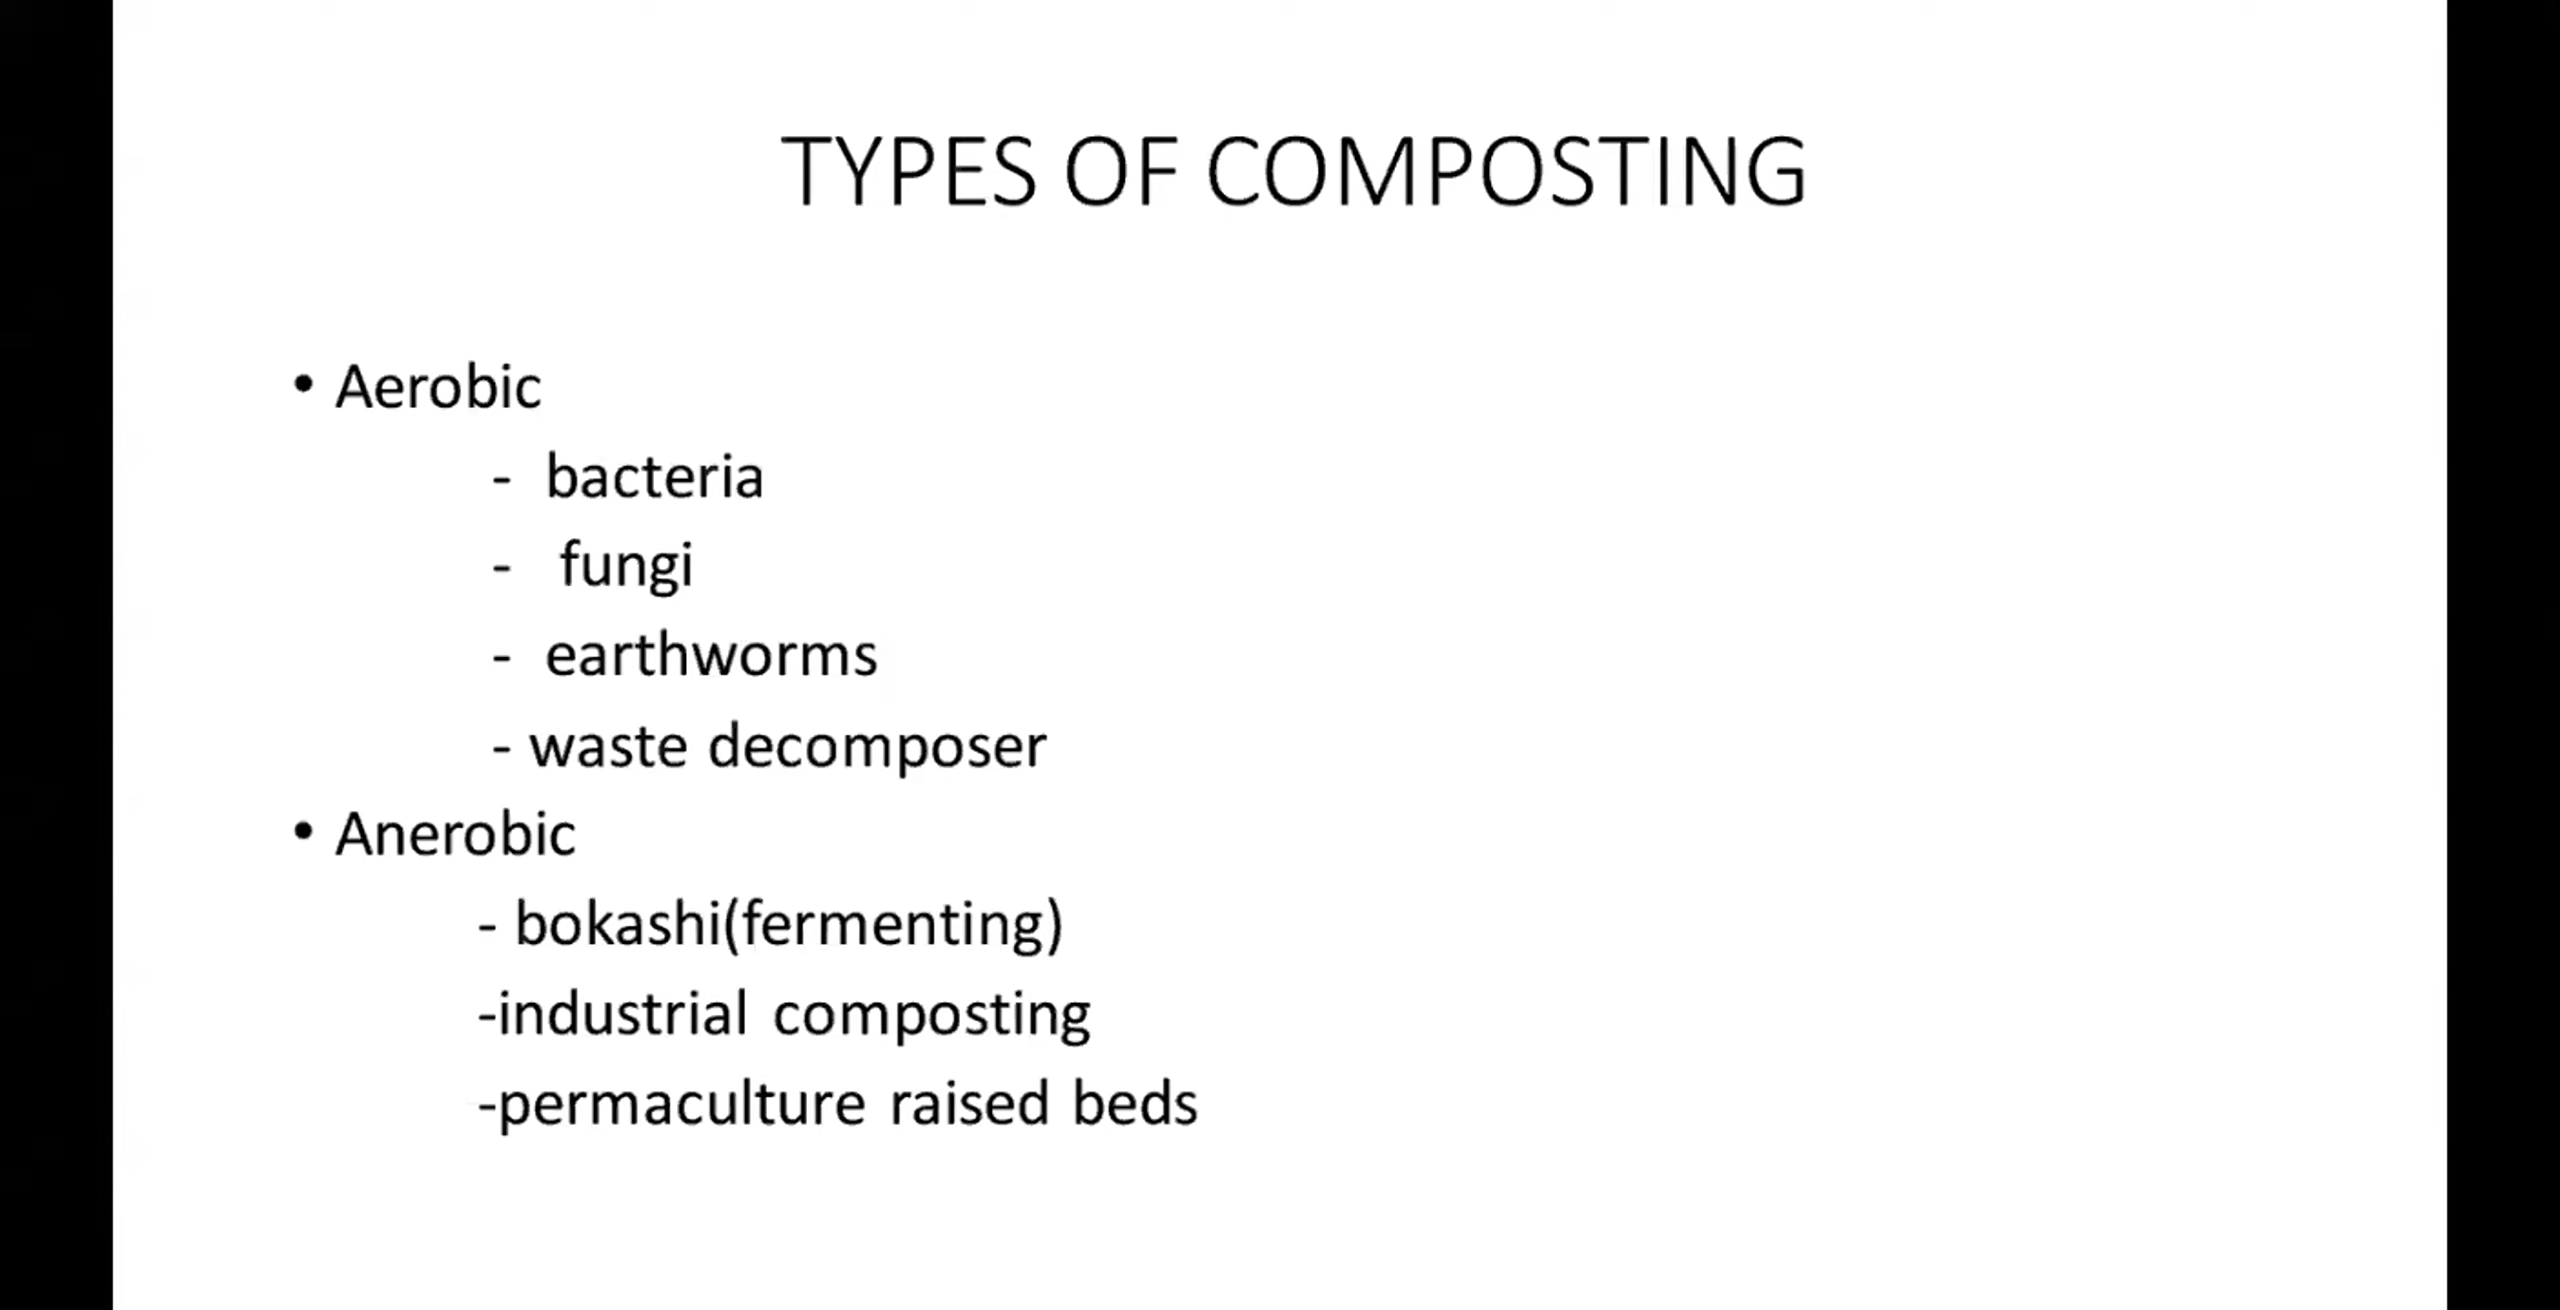 TYPES OF COMPOSTING
• Aerobic
- bacteria
- fungi
- earthworms
- waste decomposer
• Anerobic
- bokashi(fermenting)
-industrial composting
-permaculture raised beds